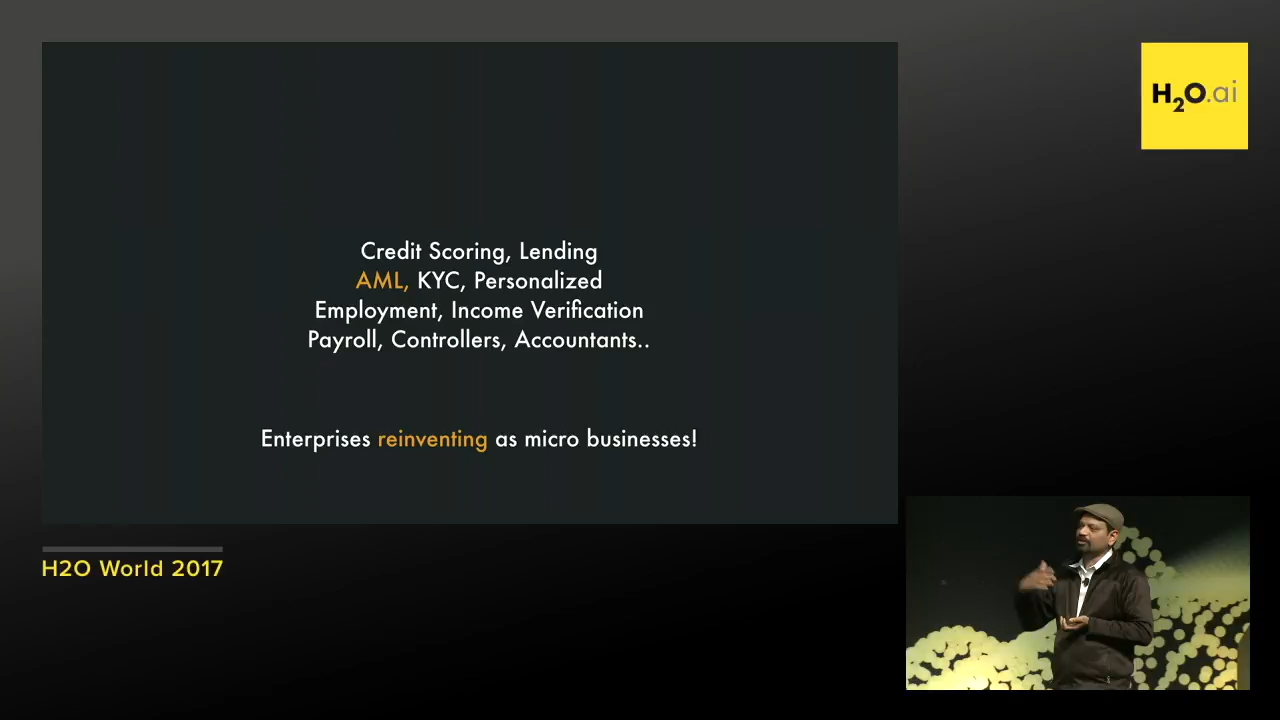 H2O.ai
Credit Scoring, Lending
AML, KYC, Personalized
Employment, Income Verification
Payroll, Controllers, Accountants..
Enterprises reinventing as micro businesses!
H2O World 2017